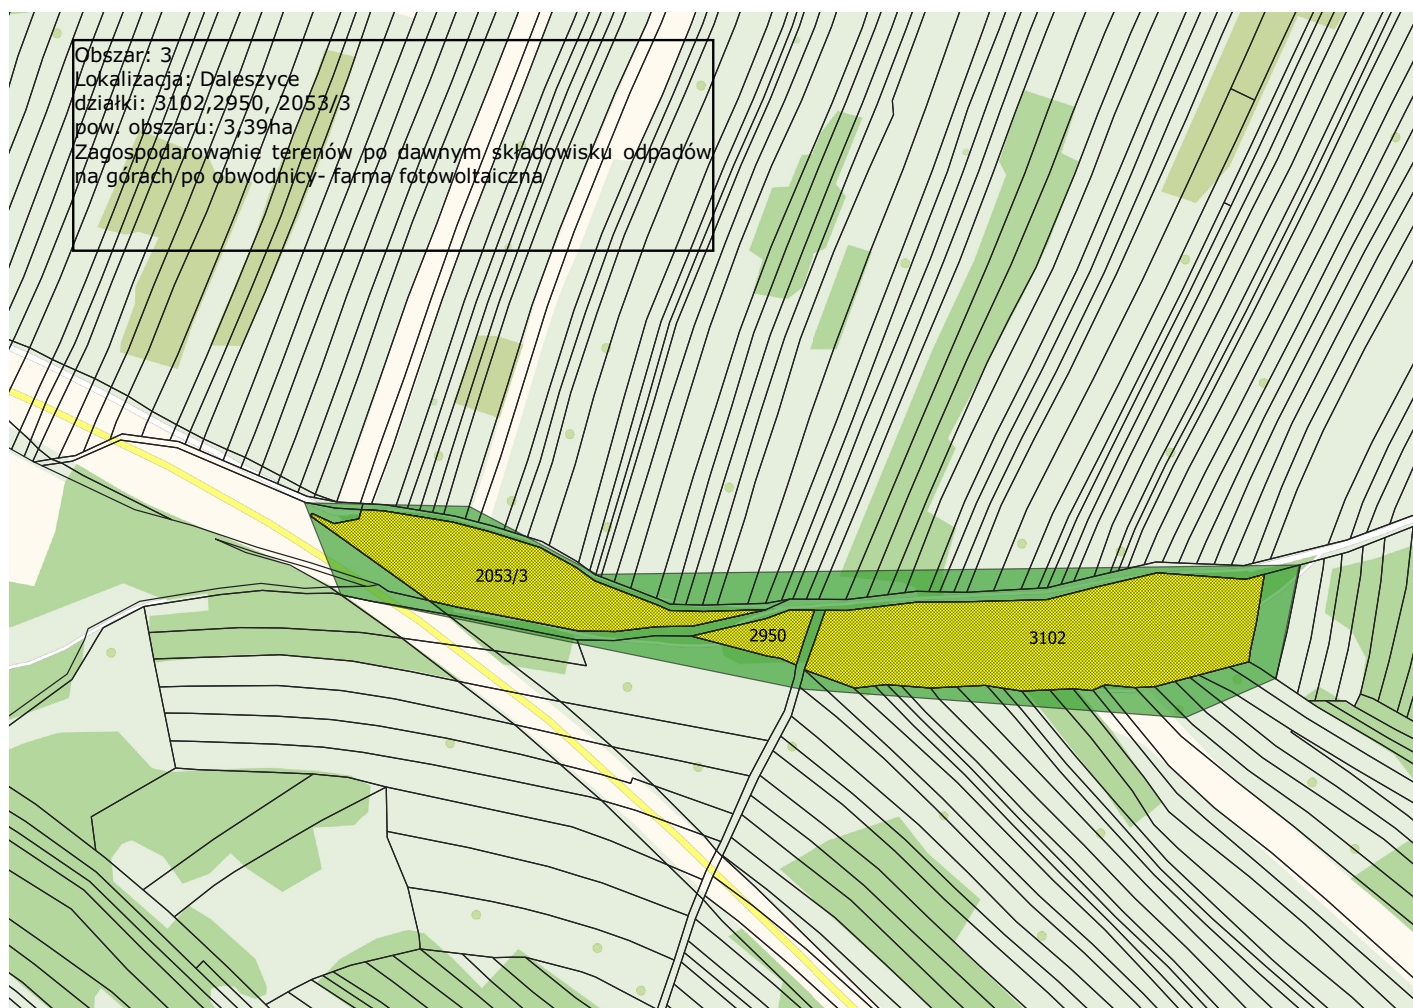 Obszar: 3
Lokalizacja: Daleszyce
działki: 3102,2950, 2053/3
pow. obszaru: 3,39ha
Zagospodarowanie terenów po dawnym składowisku odpadów
na górach po obwodnicy- farma fotowoltaiczna
2053/3
2950
3102